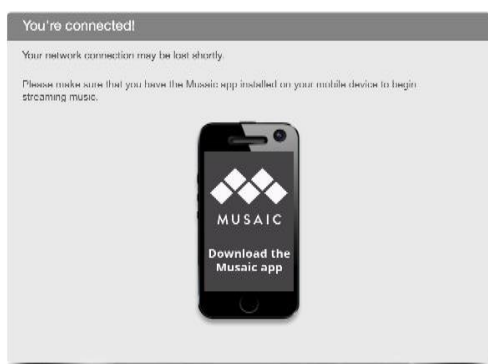 You're connected!
Your network connection may be lost shortly.
Please make sure that you have the Musaic app installed on your mobile device to begin
streaming music.
MUSAIC
Download the
Musaic app